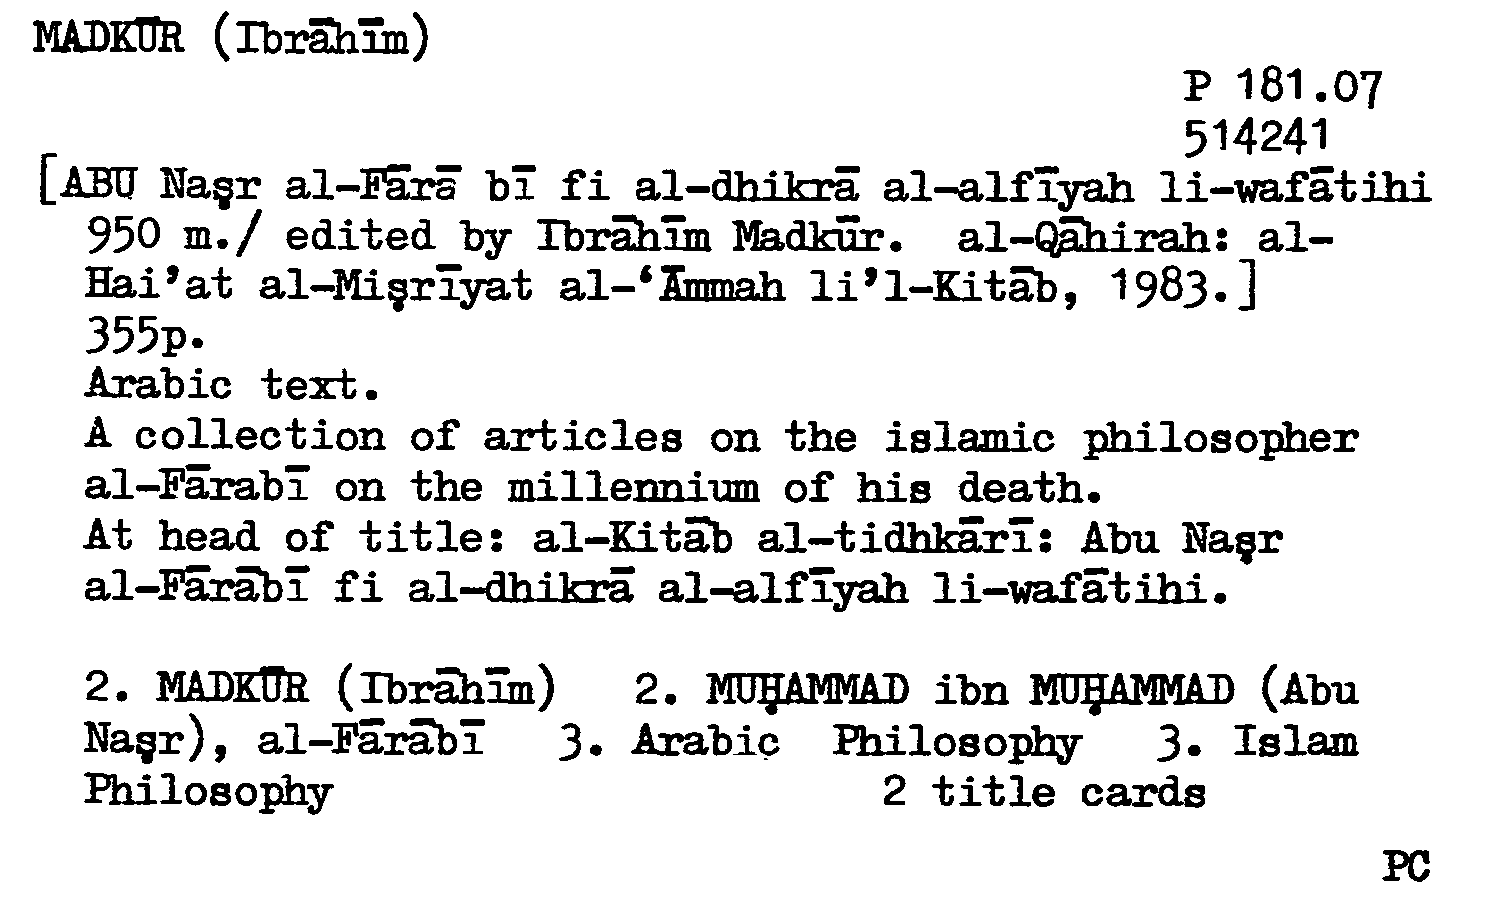 MADKŪR (Ibrāhīm)
P 181.07
514241
[ABU Naṣr al-Fārā bī fi al-dhikrā al-alfīyah li-wafātihi
950 m./ edited by Ibrāhīm Madkūr. al-Qāhirah: al-
Hai’at al-Miṣrīyat al-‘Āmmah li’l-Kitāb, 1983.]
355p.
Arabic text.
A collection of articles on the islamic philosopher
al-Fārabī on the millennium of his death.
At head of title: al-Kitāb al-tidhkārī: Abu Naṣr
al-Fārābī fi al-dhikrā al-alfīyah li-wafātihi.
2. MADKŪR (Ibrāhīm) 2. MUḤAMMAD ibn MUḤAMMAD (Abu
Naṣr), al-Fārābī 3. Arabic Philosophy 3. Islam
Philosophy 2 title cards
PC